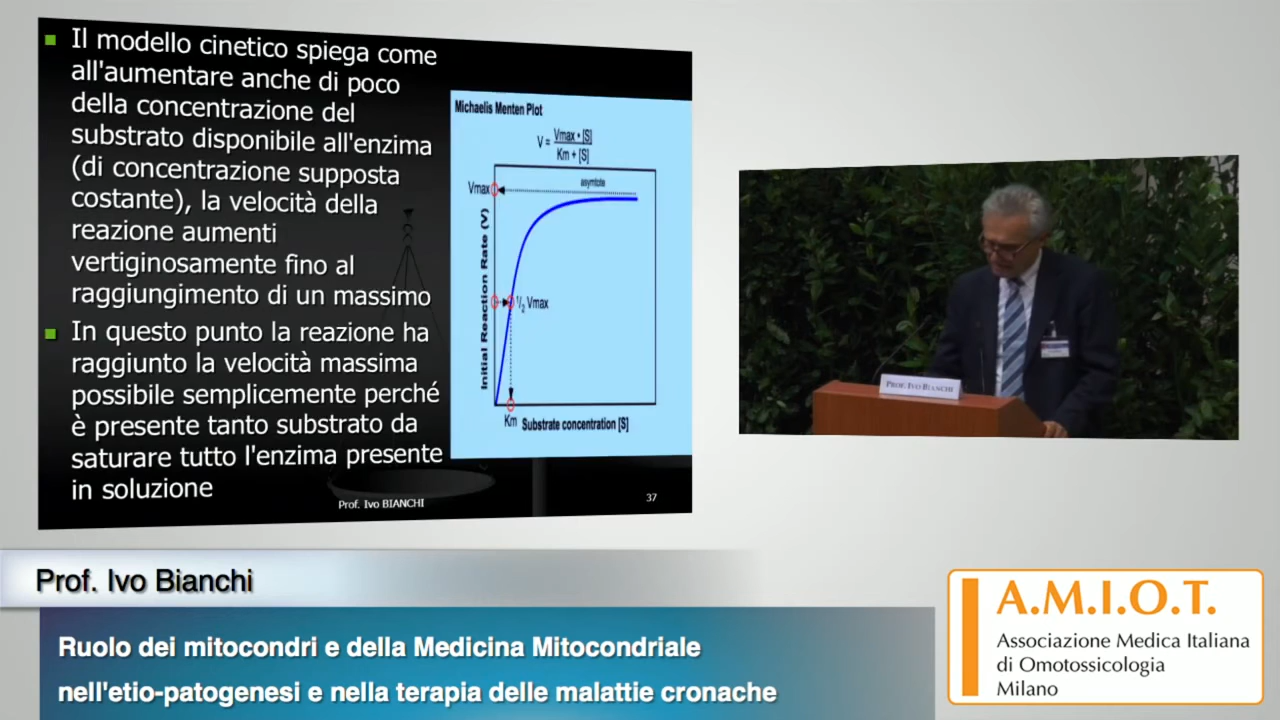 Il modello cinetico spiega come
all'aumentare anche di poco
della concentrazione del
substrato disponibile all'enzima
(di concentrazione supposta
costante), la velocità della
reazione aumenti
vertiginosamente fino al
raggiungimento di un massimo
In questo punto la reazione ha
raggiunto la velocità massima
possibile semplicemente perché
è presente tanto substrato da
saturare tutto l'enzima presente
in soluzione
Michaelis Menten Plot
V = Vmax • [S]
Km + [S]
Vmax
asymtote
Initial Reaction Rate (V)
1/2 Vmax
Km
Substrate concentration [S]
Prof. Ivo BIANCHI
37
PROF. IVO BIANCHI
Prof. Ivo Bianchi
Ruolo dei mitocondri e della Medicina Mitocondriale
nell'etio-patogenesi e nella terapia delle malattie croniche
A.M.I.O.T.
Associazione Medica Italiana
di Omotossicologia
Milano